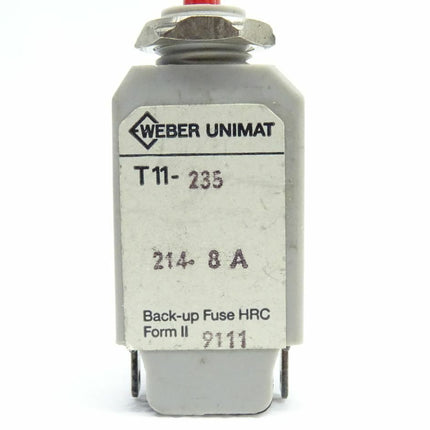 WEBER UNIMAT
T11- 235
214- 8 A
Back-up Fuse HRC
Form II 9111